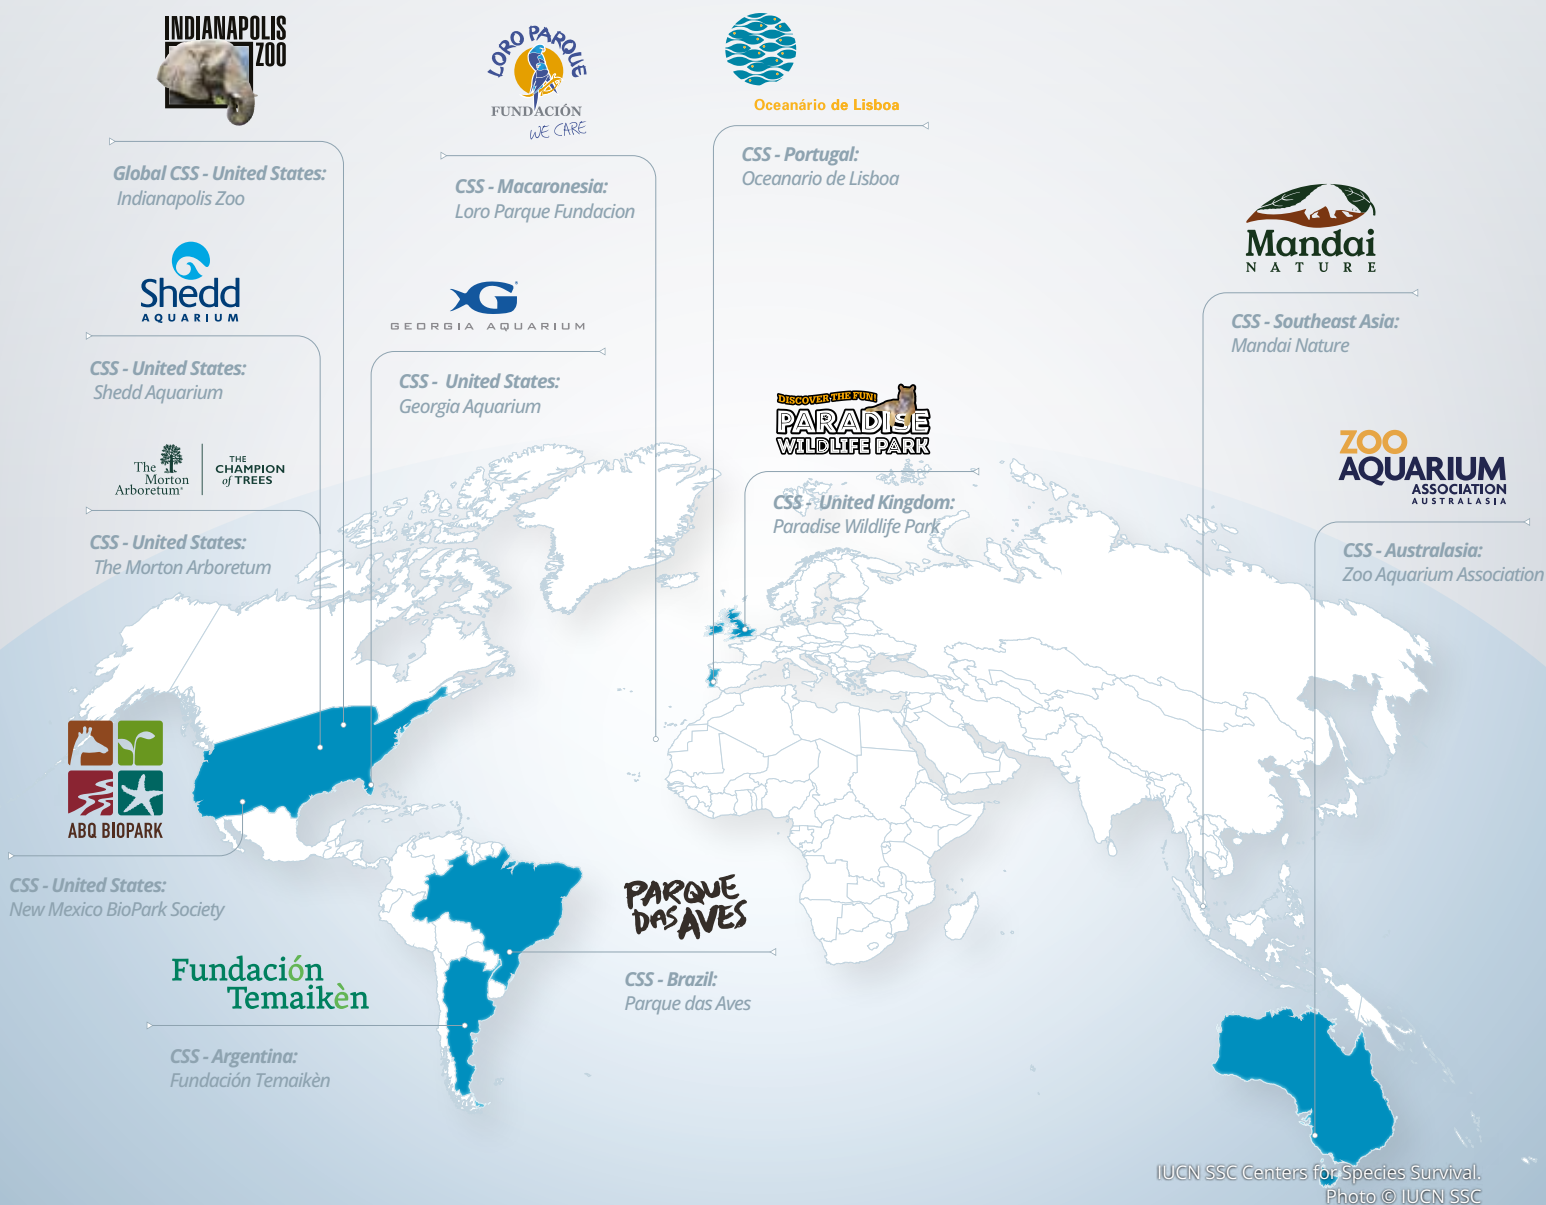 INDIANAPOLIS
ZOO
Global CSS - United States:
Indianapolis Zoo
LORO PARQUE
FUNDACIÓN
WE CARE
CSS - Macaronesia:
Loro Parque Fundacion
Oceanário de Lisboa
CSS - Portugal:
Oceanario de Lisboa
Mandai
NATURE
CSS - Southeast Asia:
Mandai Nature
Shedd
AQUARIUM
CSS - United States:
Shedd Aquarium
GEORGIA AQUARIUM
CSS - United States:
Georgia Aquarium
DISCOVER THE FUN!
PARADISE
WILDLIFE PARK
CSS - United Kingdom:
Paradise Wildlife Park
ZOO
AQUARIUM
ASSOCIATION
AUSTRALASIA
CSS - Australasia:
Zoo Aquarium Association
The
Morton
Arboretum
THE
CHAMPION
of TREES
CSS - United States:
The Morton Arboretum
ABQ BIOPARK
CSS - United States:
New Mexico BioPark Society
PARQUE
DAS AVES
CSS - Brazil:
Parque das Aves
Fundación
Temaikèn
CSS - Argentina:
Fundación Temaikèn
IUCN SSC Centers for Species Survival.
Photo © IUCN SSC